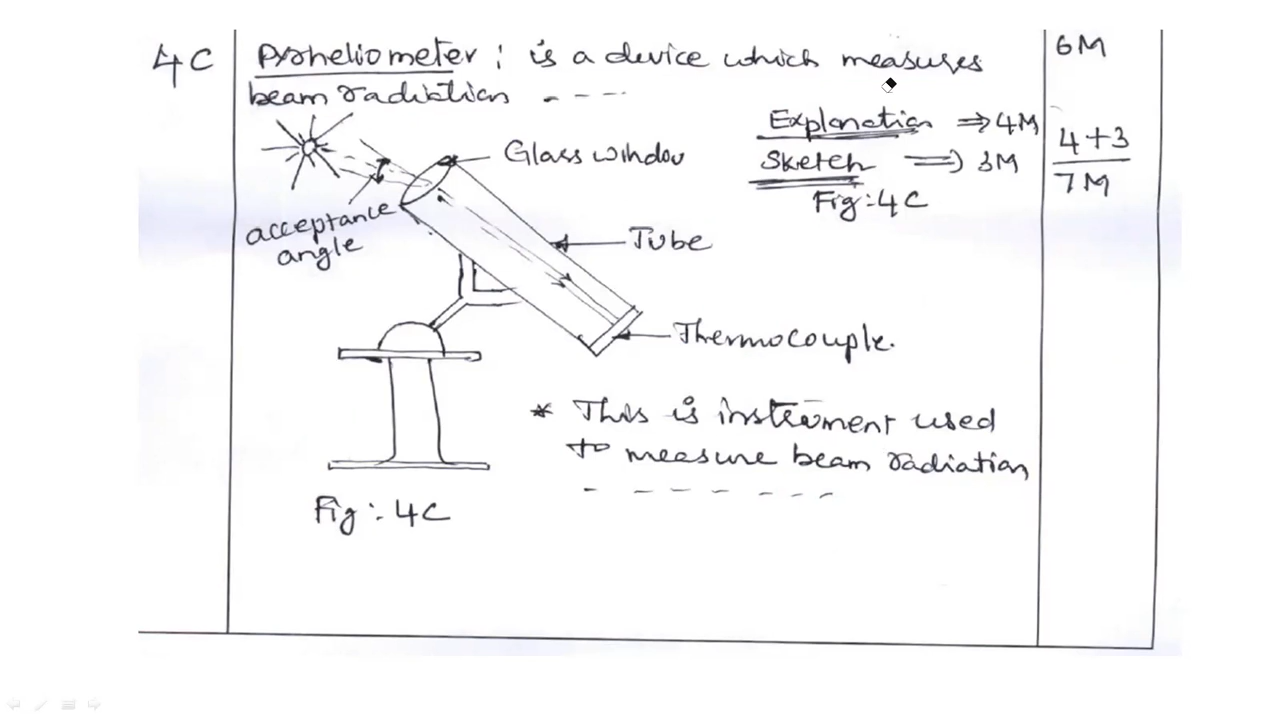 4C
Pyroheliometer : is a device which measures
beam radiation - - - -
6M
Explanation ⇒ 4M
Sketch ⇒ 3M
Fig:4C
4+3
7M
Glass window
acceptance
angle
Tube
Thermocouple.
* This is instrument used
to measure beam radiation
- - - - - - -
Fig:. 4C